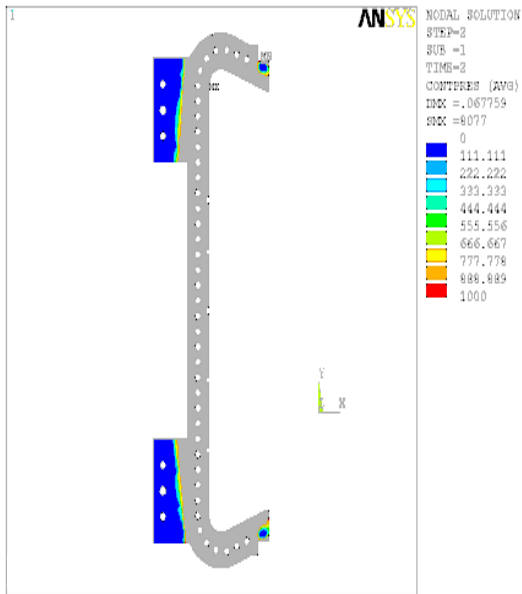 1
ANSYS
NODAL SOLUTION
STEP=2
SUB =1
TIME=2
CONTPRES (AVG)
DMX =.067759
SMX =8077
MN
MX
Y
Z X
0
111.111
222.222
333.333
444.444
555.556
666.667
777.778
888.889
1000